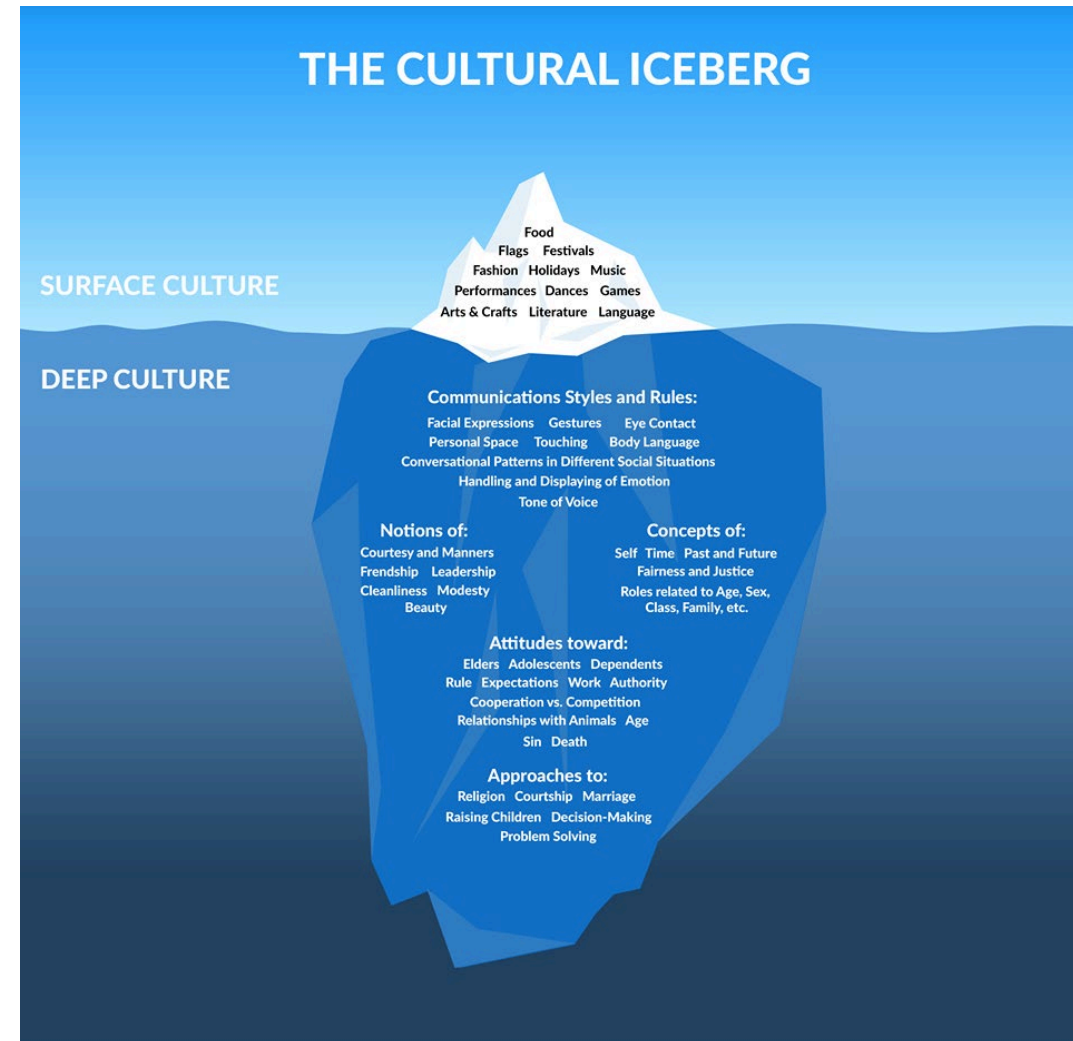 THE CULTURAL ICEBERG
Food
Flags Festivals
Fashion Holidays Music
Performances Dances Games
Arts & Crafts Literature Language
SURFACE CULTURE
DEEP CULTURE
Communications Styles and Rules:
Facial Expressions Gestures Eye Contact
Personal Space Touching Body Language
Conversational Patterns in Different Social Situations
Handling and Displaying of Emotion
Tone of Voice
Notions of:
Courtesy and Manners
Frendship Leadership
Cleanliness Modesty
Beauty
Concepts of:
Self Time Past and Future
Fairness and Justice
Roles related to Age, Sex,
Class, Family, etc.
Attitudes toward:
Elders Adolescents Dependents
Rule Expectations Work Authority
Cooperation vs. Competition
Relationships with Animals Age
Sin Death
Approaches to:
Religion Courtship Marriage
Raising Children Decision-Making
Problem Solving